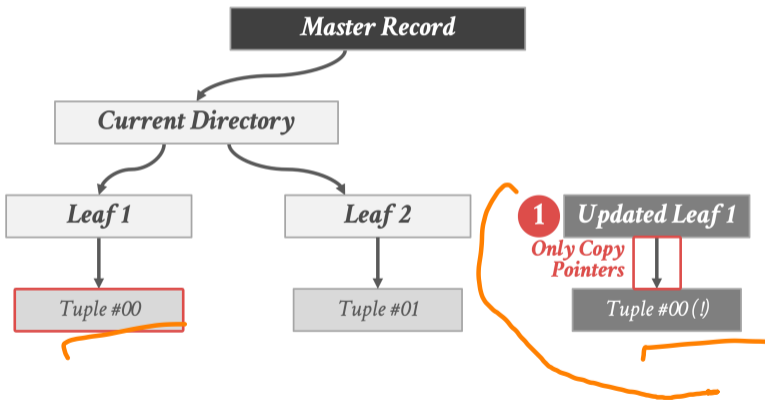 Master Record
Current Directory
Leaf 1
Leaf 2
1
Updated Leaf 1
Only Copy
Pointers
Tuple #00
Tuple #01
Tuple #00 (!)